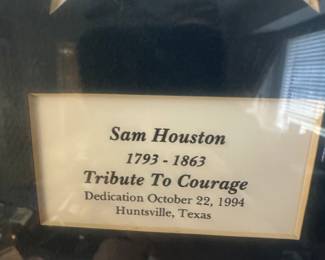 Sam Houston
1793 - 1863
Tribute To Courage
Dedication October 22, 1994
Huntsville, Texas